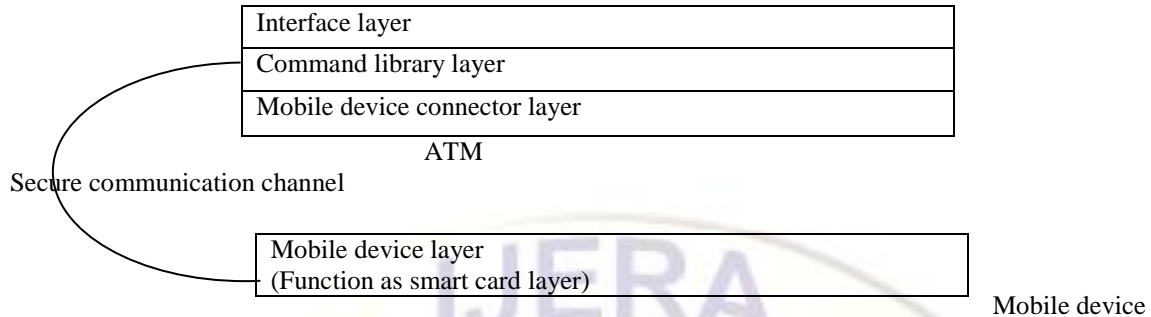 Interface layer
Command library layer
Mobile device connector layer
ATM
Secure communication channel
Mobile device layer
(Function as smart card layer)
IJERA
Mobile device